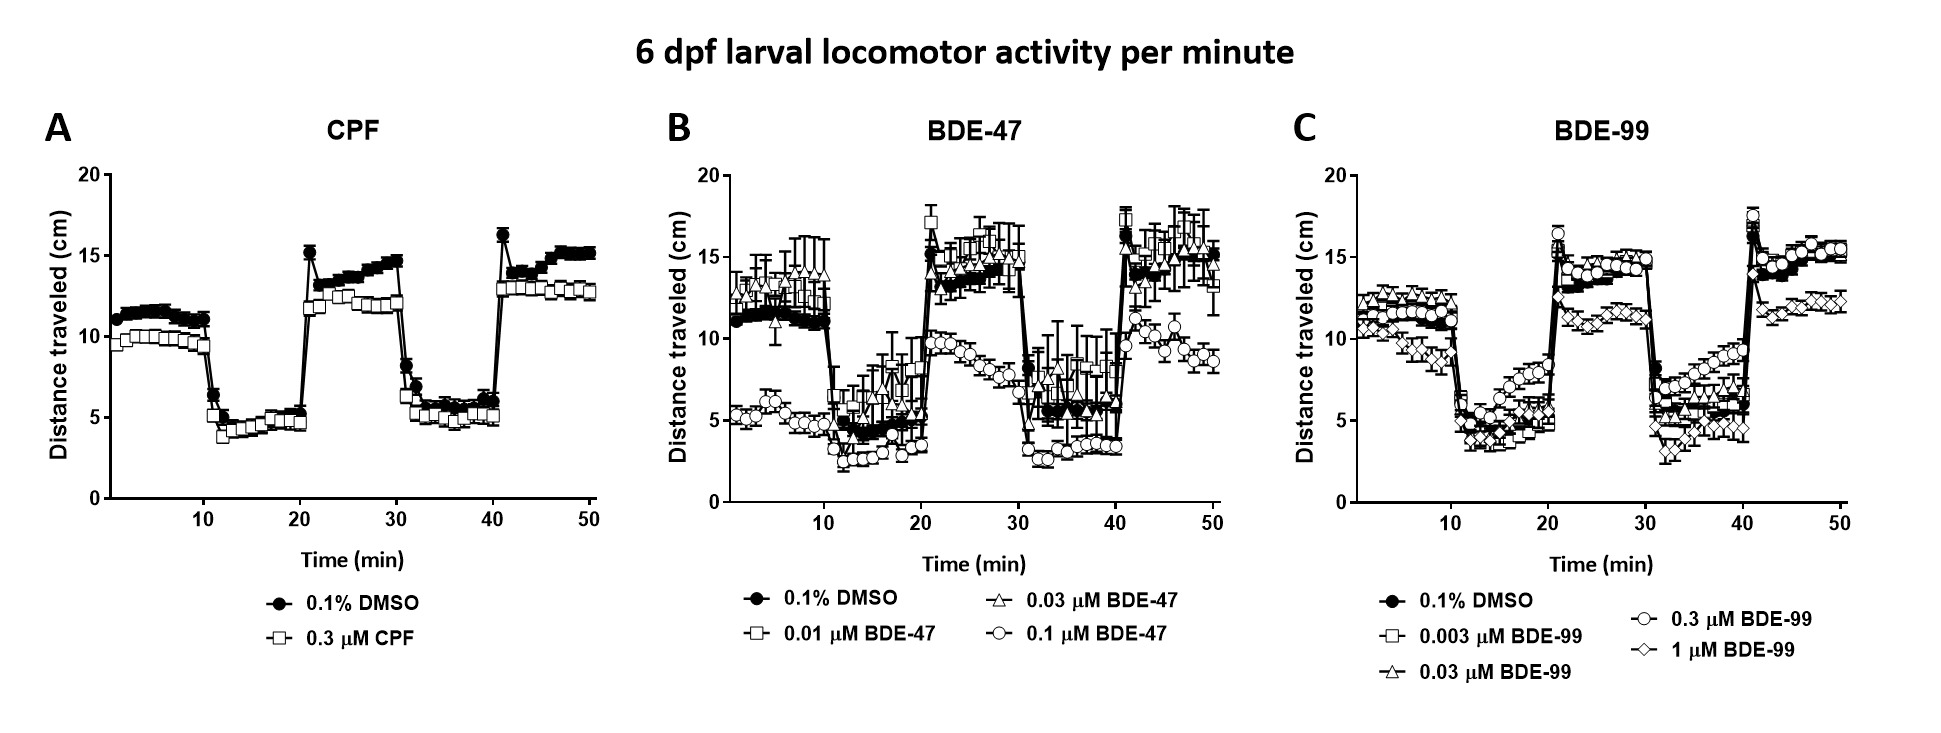 6 dpf larval locomotor activity per minute
A
CPF
Distance traveled (cm)
20
15
10
5
0
10 20 30 40 50
Time (min)
0.1% DMSO
0.3 μM CPF
B
BDE-47
Distance traveled (cm)
20
15
10
5
0
10 20 30 40 50
Time (min)
0.1% DMSO
0.01 μM BDE-47
0.03 μM BDE-47
0.1 μM BDE-47
C
BDE-99
Distance traveled (cm)
20
15
10
5
0
10 20 30 40 50
Time (min)
0.1% DMSO
0.003 μM BDE-99
0.03 μM BDE-99
0.3 μM BDE-99
1 μM BDE-99